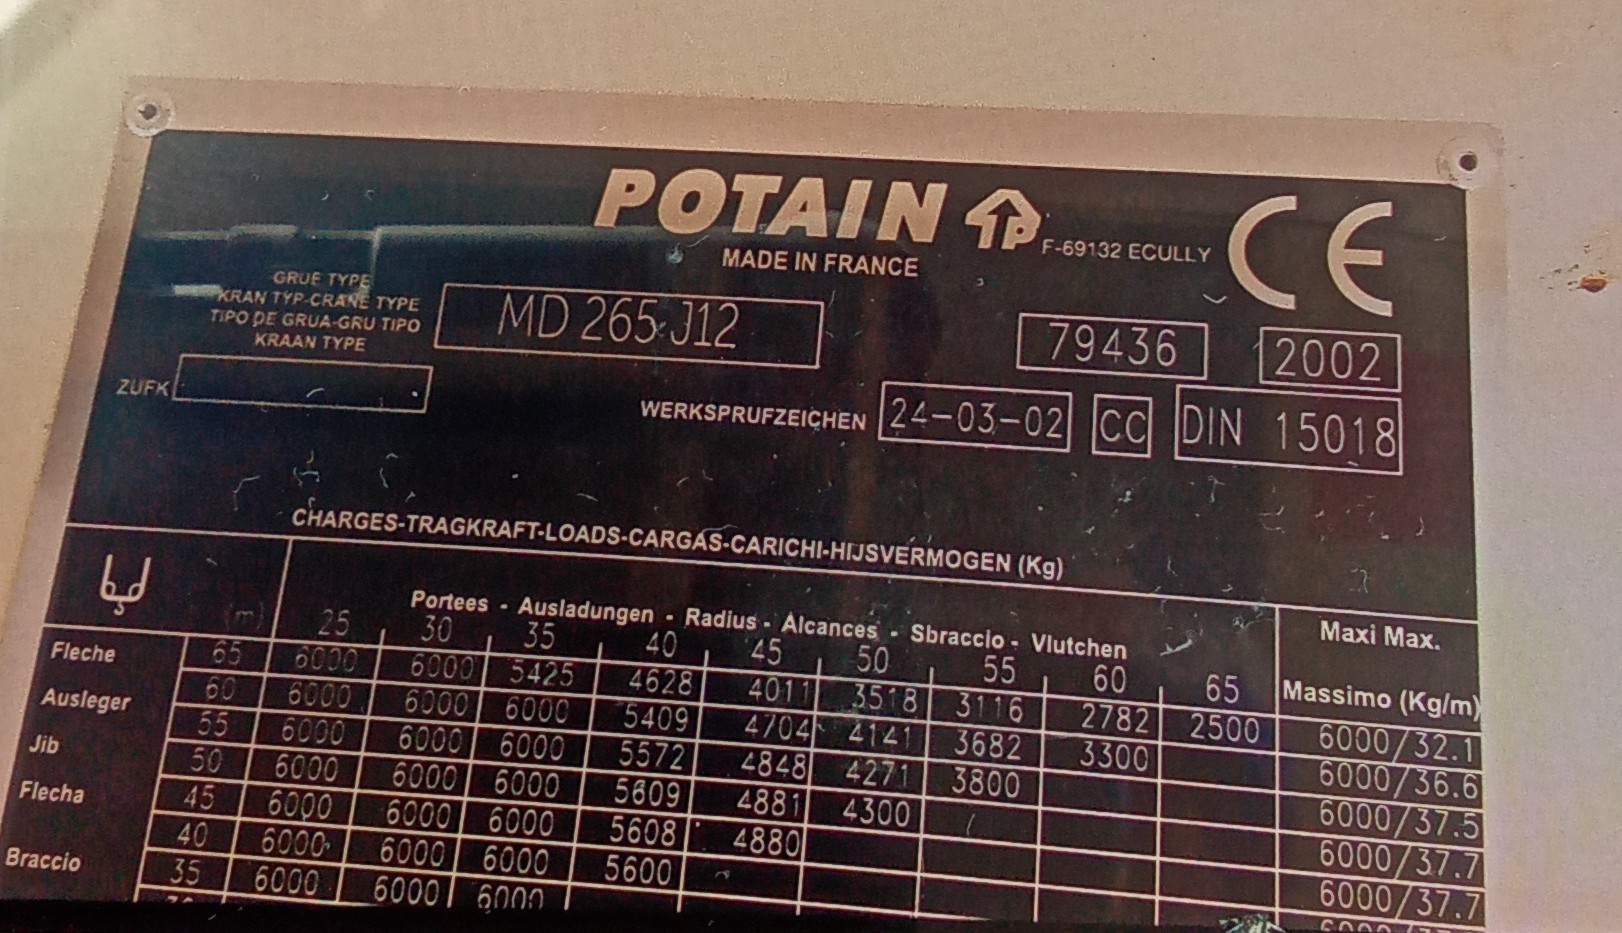 POTAIN
F-69132 ECULLY
CE
MADE IN FRANCE
GRUE TYPE
KRAN TYP-CRANE TYPE
TIPO DE GRUA-GRU TIPO
KRAAN TYPE
MD 265 J12
79436 2002
ZUFK
WERKSPRUFZEICHEN 24-03-02 CC DIN 15018
CHARGES-TRAGKRAFT-LOADS-CARGAS-CARICHI-HIJSVERMOGEN (Kg)
Portees - Ausladungen - Radius - Alcances - Sbraccio - Vlutchen
Maxi Max.
Massimo (Kg/m)
(m) 25 30 35 40 45 50 55 60 65
Fleche
Ausleger
Jib
Flecha
Braccio
65 6000 6000 5425 4628 4011 3518 3116 2782 2500 6000/32.1
60 6000 6000 6000 5409 4704 4141 3682 3300 6000/36.6
55 6000 6000 6000 5572 4848 4271 3800 6000/37.5
50 6000 6000 6000 5609 4881 4300 6000/37.7
45 6000 6000 6000 5608 4880 6000/37.7
40 6000 6000 6000 5600
35 6000 6000 6000